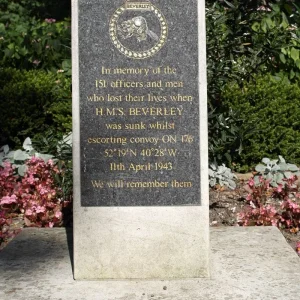 BEVERLEY
In memory of the
151 officers and men
who lost their lives when
H.M.S. BEVERLEY
was sunk whilst
escorting convoy ON 176
52°19'N 40°28'W
11th April 1943
We will remember them